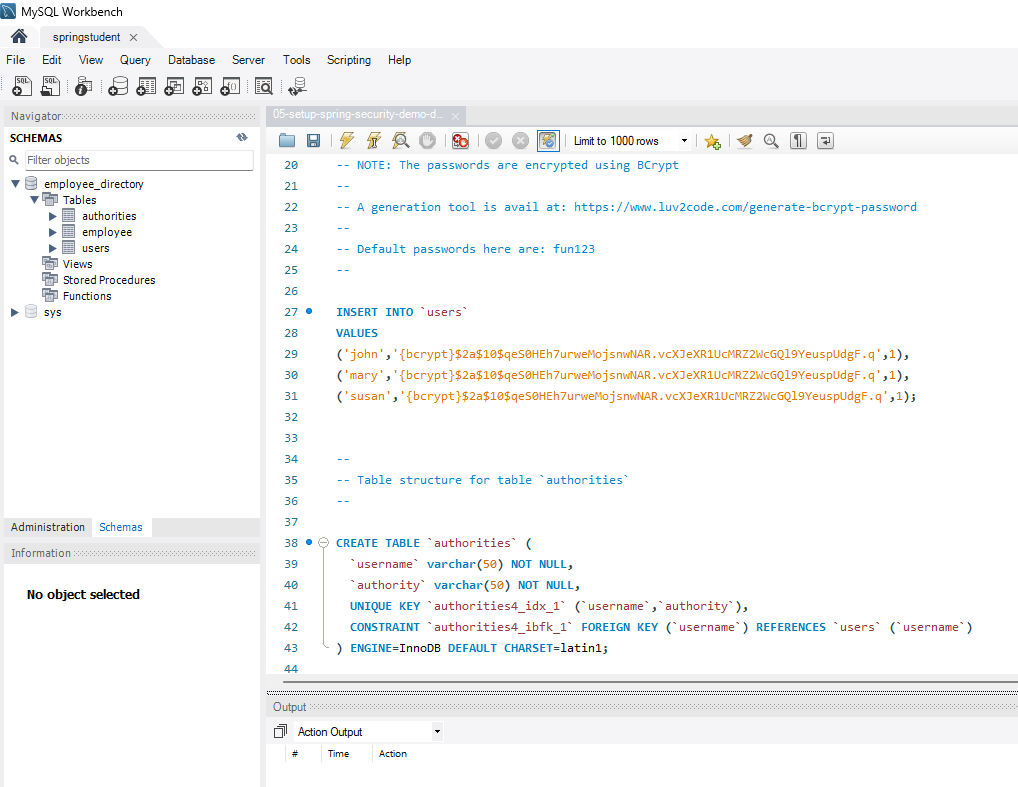 MySQL Workbench
springstudent
File Edit View Query Database Server Tools Scripting Help
Navigator
SCHEMAS
Filter objects
employee_directory
Tables
authorities
employee
users
Views
Stored Procedures
Functions
sys
Administration Schemas
Information
No object selected
05-setup-spring-security-demo-d...
Limit to 1000 rows
20 -- NOTE: The passwords are encrypted using BCrypt
21 --
22 -- A generation tool is avail at: https://www.luv2code.com/generate-bcrypt-password
23 --
24 -- Default passwords here are: fun123
25 --
26
27 INSERT INTO `users`
28 VALUES
29 ('john','{bcrypt}$2a$10$qeS0HEh7urweMojsnwNAR.vcXJeXR1UcMRZ2WcGQl9YeuspUdgF.q',1),
30 ('mary','{bcrypt}$2a$10$qeS0HEh7urweMojsnwNAR.vcXJeXR1UcMRZ2WcGQl9YeuspUdgF.q',1),
31 ('susan','{bcrypt}$2a$10$qeS0HEh7urweMojsnwNAR.vcXJeXR1UcMRZ2WcGQl9YeuspUdgF.q',1);
32
33
34 --
35 -- Table structure for table `authorities`
36 --
37
38 CREATE TABLE `authorities` (
39 `username` varchar(50) NOT NULL,
40 `authority` varchar(50) NOT NULL,
41 UNIQUE KEY `authorities4_idx_1` (`username`,`authority`),
42 CONSTRAINT `authorities4_ibfk_1` FOREIGN KEY (`username`) REFERENCES `users` (`username`)
43 ) ENGINE=InnoDB DEFAULT CHARSET=latin1;
44
Output
Action Output
# Time Action